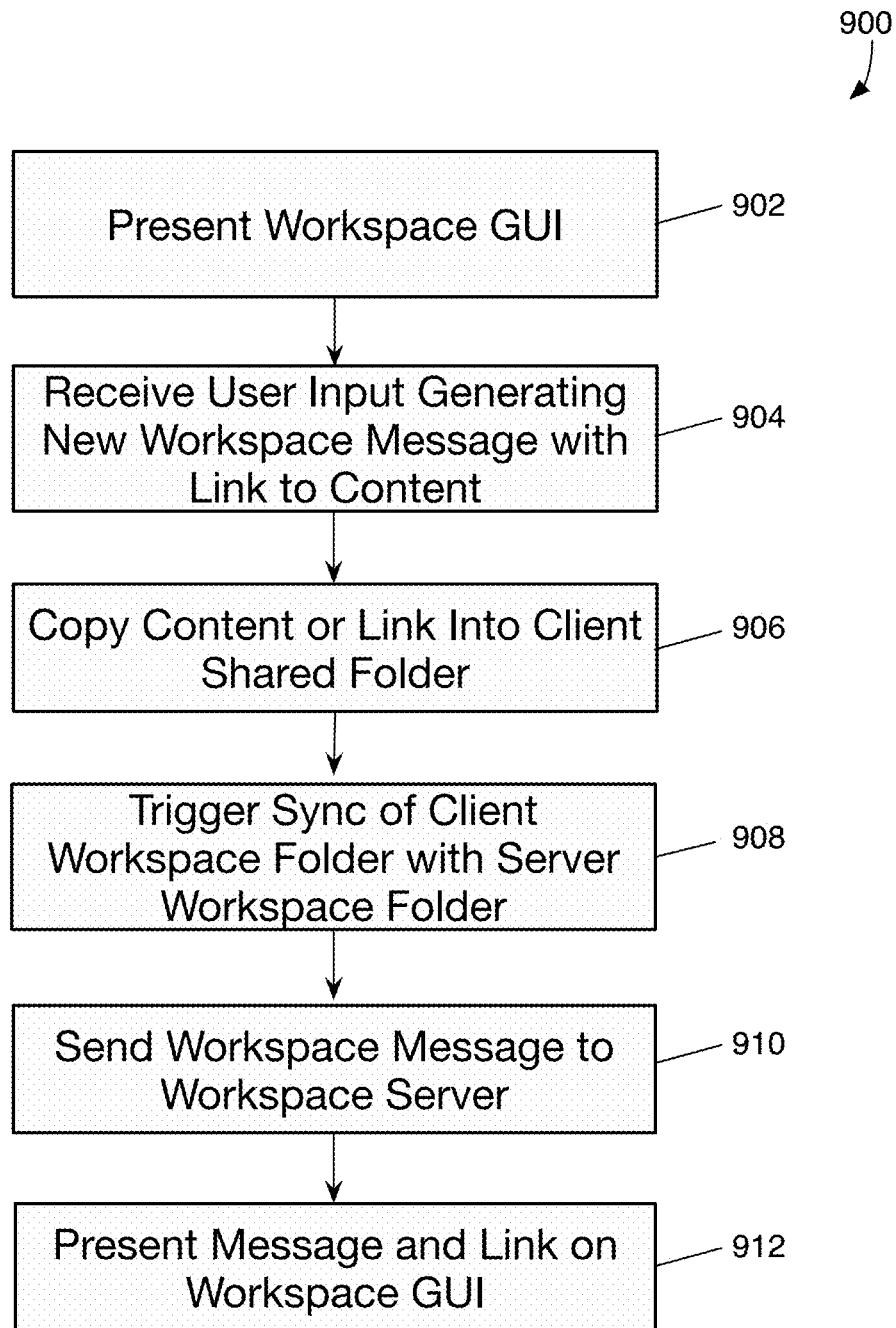 900
Present Workspace GUI
902
Receive User Input Generating
New Workspace Message with
Link to Content
904
Copy Content or Link Into Client
Shared Folder
906
Trigger Sync of Client
Workspace Folder with Server
Workspace Folder
908
Send Workspace Message to
Workspace Server
910
Present Message and Link on
Workspace GUI
912